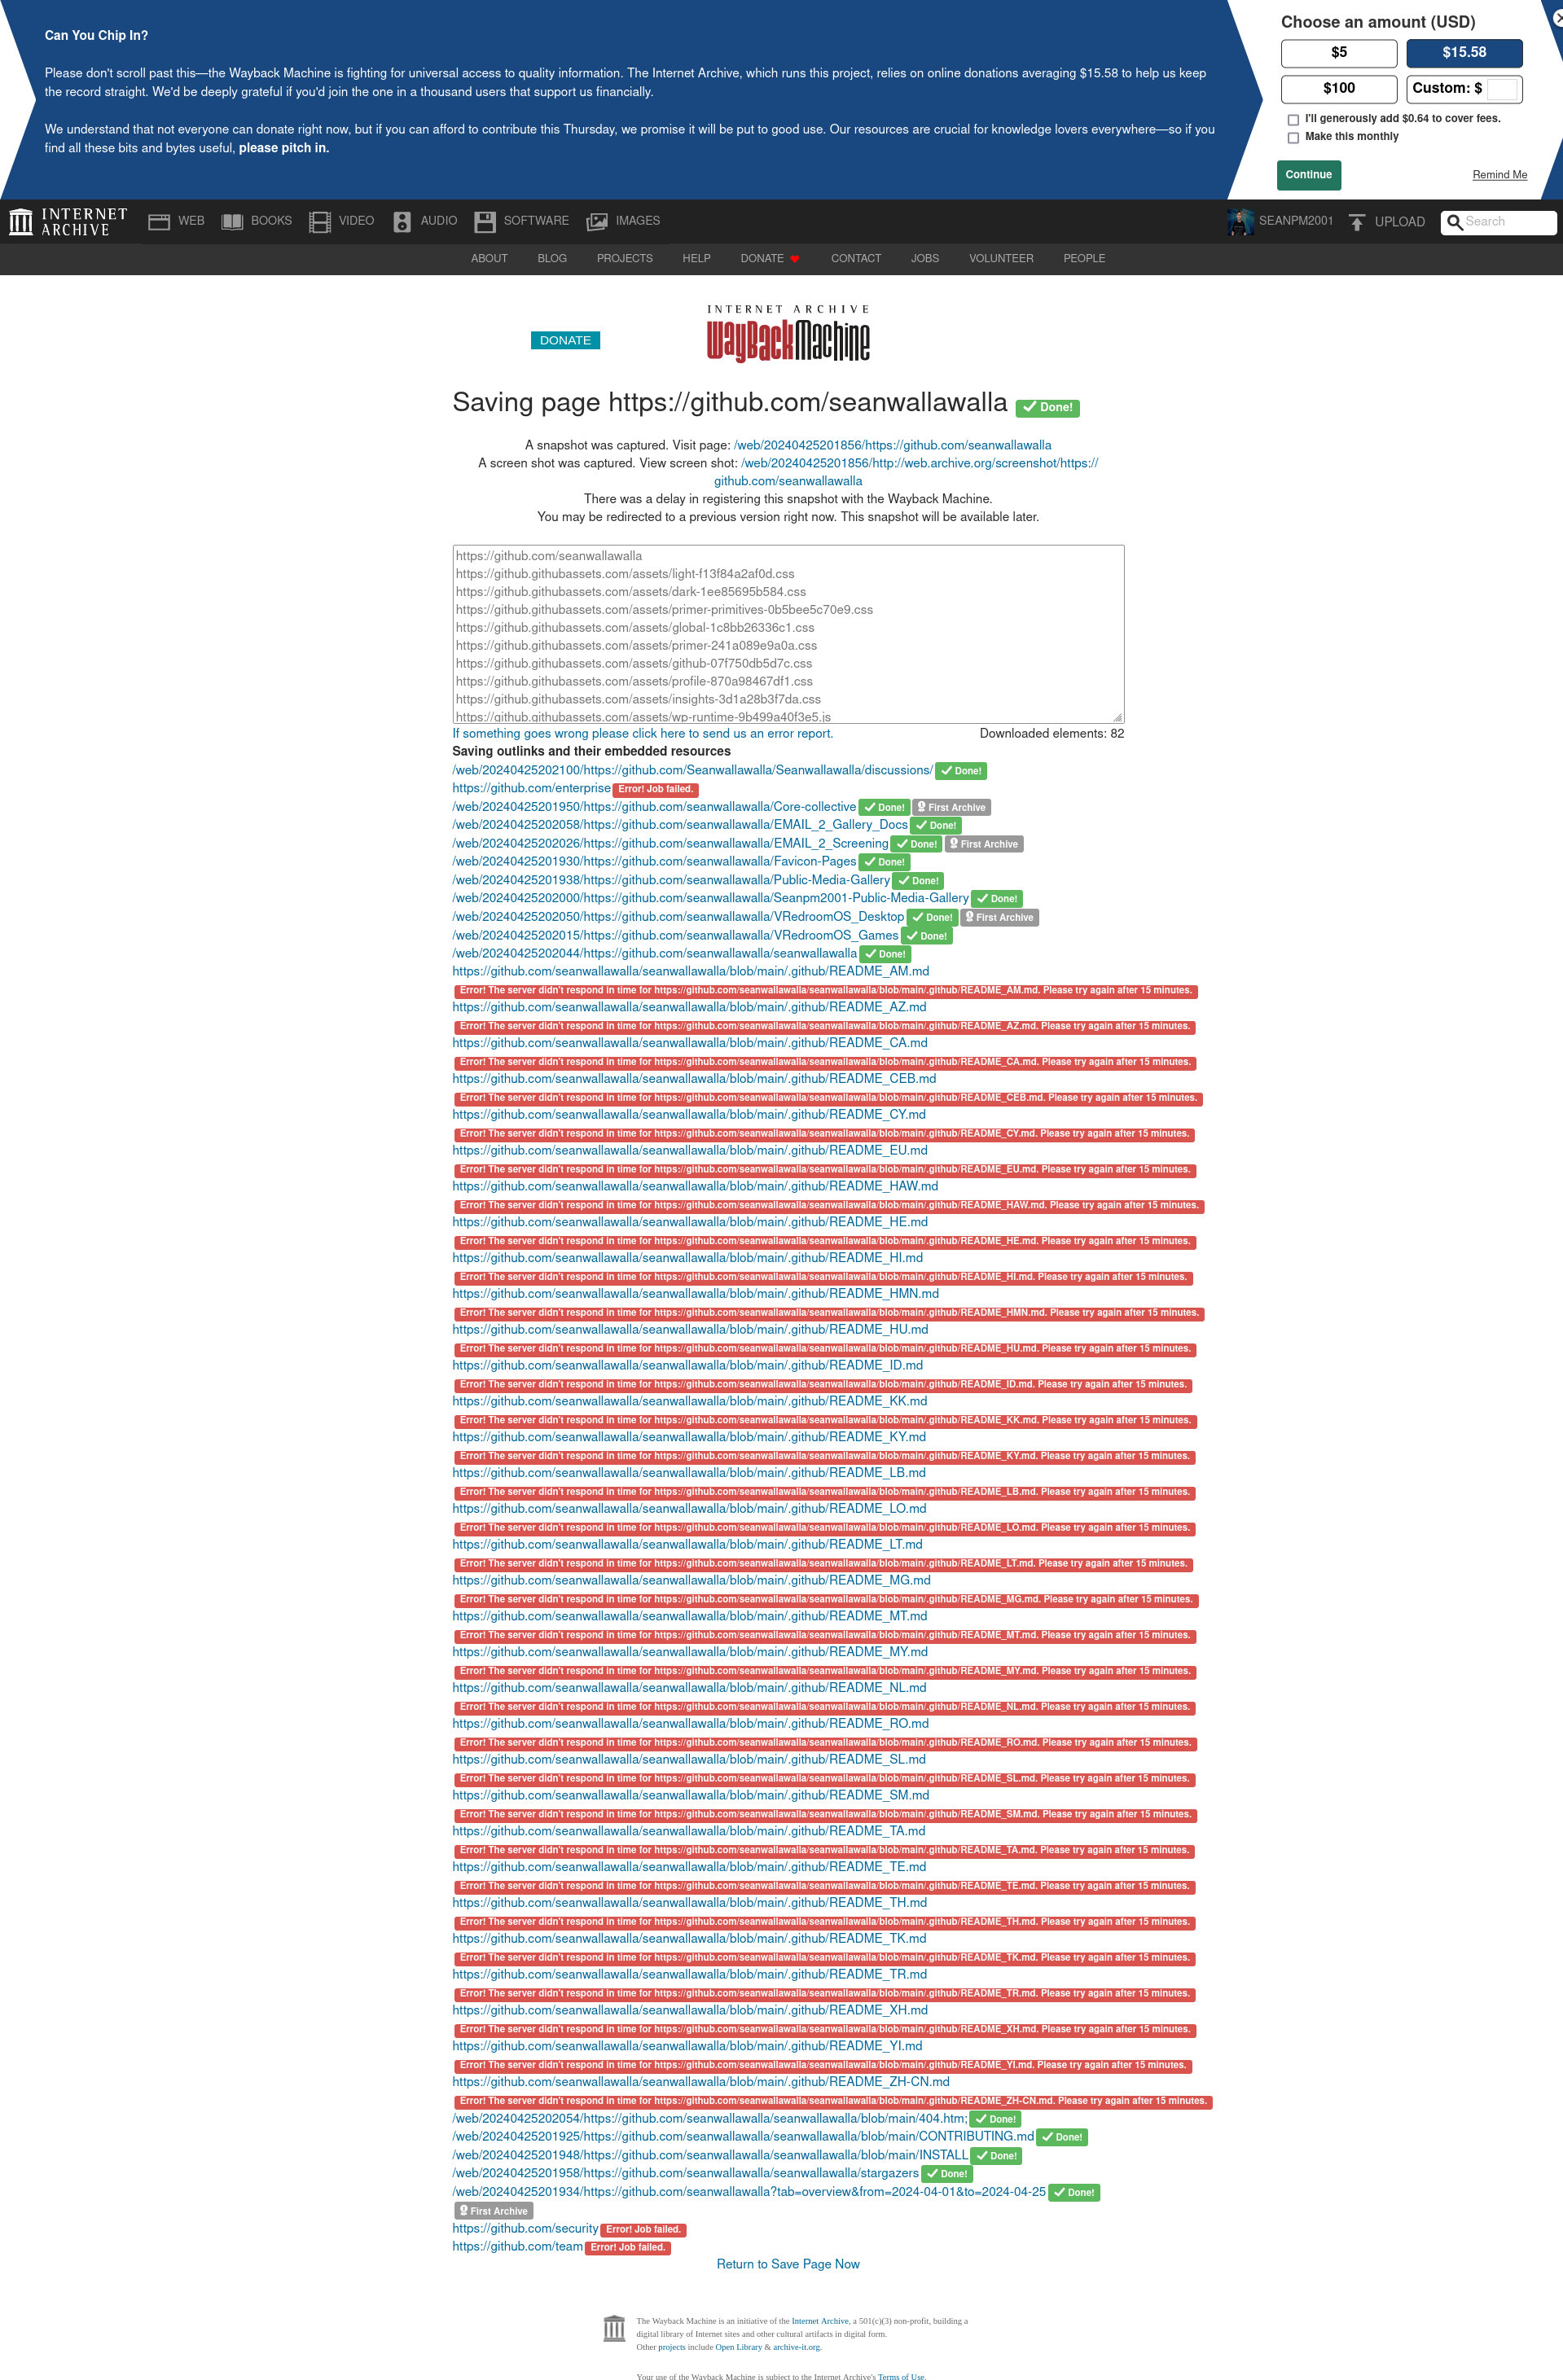 Can You Chip In?
Please don't scroll past this—the Wayback Machine is fighting for universal access to quality information. The Internet Archive, which runs this project, relies on online donations averaging $15.58 to help us keep
the record straight. We'd be deeply grateful if you'd join the one in a thousand users that support us financially.
We understand that not everyone can donate right now, but if you can afford to contribute this Thursday, we promise it will be put to good use. Our resources are crucial for knowledge lovers everywhere—so if you
find all these bits and bytes useful, please pitch in.
Choose an amount (USD)
$5 $15.58
$100 Custom: $
I'll generously add $0.64 to cover fees.
Make this monthly
Continue Remind Me
INTERNET ARCHIVE WEB BOOKS VIDEO AUDIO SOFTWARE IMAGES SEANPM2001 UPLOAD Search
ABOUT BLOG PROJECTS HELP DONATE CONTACT JOBS VOLUNTEER PEOPLE
DONATE
INTERNET ARCHIVE
WayBackMachine
Saving page https://github.com/seanwallawalla Done!
A snapshot was captured. Visit page: /web/20240425201856/https://github.com/seanwallawalla
A screen shot was captured. View screen shot: /web/20240425201856/http://web.archive.org/screenshot/https://
github.com/seanwallawalla
There was a delay in registering this snapshot with the Wayback Machine.
You may be redirected to a previous version right now. This snapshot will be available later.
https://github.com/seanwallawalla
https://github.githubassets.com/assets/light-f13f84a2af0d.css
https://github.githubassets.com/assets/dark-1ee85695b584.css
https://github.githubassets.com/assets/primer-primitives-0b5bee5c70e9.css
https://github.githubassets.com/assets/global-1c8bb26336c1.css
https://github.githubassets.com/assets/primer-241a089e9a0a.css
https://github.githubassets.com/assets/github-07f750db5d7c.css
https://github.githubassets.com/assets/profile-870a98467df1.css
https://github.githubassets.com/assets/insights-3d1a28b3f7da.css
https://github.githubassets.com/assets/wp-runtime-9b499a40f3e5.js
If something goes wrong please click here to send us an error report. Downloaded elements: 82
Saving outlinks and their embedded resources
/web/20240425202100/https://github.com/Seanwallawalla/Seanwallawalla/discussions/ Done!
https://github.com/enterprise Error! Job failed.
/web/20240425201950/https://github.com/seanwallawalla/Core-collective Done! First Archive
/web/20240425202058/https://github.com/seanwallawalla/EMAIL_2_Gallery_Docs Done!
/web/20240425202026/https://github.com/seanwallawalla/EMAIL_2_Screening Done! First Archive
/web/20240425201930/https://github.com/seanwallawalla/Favicon-Pages Done!
/web/20240425201938/https://github.com/seanwallawalla/Public-Media-Gallery Done!
/web/20240425202000/https://github.com/seanwallawalla/Seanpm2001-Public-Media-Gallery Done!
/web/20240425202050/https://github.com/seanwallawalla/VRedroomOS_Desktop Done! First Archive
/web/20240425202015/https://github.com/seanwallawalla/VRedroomOS_Games Done!
/web/20240425202044/https://github.com/seanwallawalla/seanwallawalla Done!
https://github.com/seanwallawalla/seanwallawalla/blob/main/.github/README_AM.md
Error! The server didn't respond in time for https://github.com/seanwallawalla/seanwallawalla/blob/main/.github/README_AM.md. Please try again after 15 minutes.
https://github.com/seanwallawalla/seanwallawalla/blob/main/.github/README_AZ.md
Error! The server didn't respond in time for https://github.com/seanwallawalla/seanwallawalla/blob/main/.github/README_AZ.md. Please try again after 15 minutes.
https://github.com/seanwallawalla/seanwallawalla/blob/main/.github/README_CA.md
Error! The server didn't respond in time for https://github.com/seanwallawalla/seanwallawalla/blob/main/.github/README_CA.md. Please try again after 15 minutes.
https://github.com/seanwallawalla/seanwallawalla/blob/main/.github/README_CEB.md
Error! The server didn't respond in time for https://github.com/seanwallawalla/seanwallawalla/blob/main/.github/README_CEB.md. Please try again after 15 minutes.
https://github.com/seanwallawalla/seanwallawalla/blob/main/.github/README_CY.md
Error! The server didn't respond in time for https://github.com/seanwallawalla/seanwallawalla/blob/main/.github/README_CY.md. Please try again after 15 minutes.
https://github.com/seanwallawalla/seanwallawalla/blob/main/.github/README_EU.md
Error! The server didn't respond in time for https://github.com/seanwallawalla/seanwallawalla/blob/main/.github/README_EU.md. Please try again after 15 minutes.
https://github.com/seanwallawalla/seanwallawalla/blob/main/.github/README_HAW.md
Error! The server didn't respond in time for https://github.com/seanwallawalla/seanwallawalla/blob/main/.github/README_HAW.md. Please try again after 15 minutes.
https://github.com/seanwallawalla/seanwallawalla/blob/main/.github/README_HE.md
Error! The server didn't respond in time for https://github.com/seanwallawalla/seanwallawalla/blob/main/.github/README_HE.md. Please try again after 15 minutes.
https://github.com/seanwallawalla/seanwallawalla/blob/main/.github/README_HI.md
Error! The server didn't respond in time for https://github.com/seanwallawalla/seanwallawalla/blob/main/.github/README_HI.md. Please try again after 15 minutes.
https://github.com/seanwallawalla/seanwallawalla/blob/main/.github/README_HMN.md
Error! The server didn't respond in time for https://github.com/seanwallawalla/seanwallawalla/blob/main/.github/README_HMN.md. Please try again after 15 minutes.
https://github.com/seanwallawalla/seanwallawalla/blob/main/.github/README_HU.md
Error! The server didn't respond in time for https://github.com/seanwallawalla/seanwallawalla/blob/main/.github/README_HU.md. Please try again after 15 minutes.
https://github.com/seanwallawalla/seanwallawalla/blob/main/.github/README_ID.md
Error! The server didn't respond in time for https://github.com/seanwallawalla/seanwallawalla/blob/main/.github/README_ID.md. Please try again after 15 minutes.
https://github.com/seanwallawalla/seanwallawalla/blob/main/.github/README_KK.md
Error! The server didn't respond in time for https://github.com/seanwallawalla/seanwallawalla/blob/main/.github/README_KK.md. Please try again after 15 minutes.
https://github.com/seanwallawalla/seanwallawalla/blob/main/.github/README_KY.md
Error! The server didn't respond in time for https://github.com/seanwallawalla/seanwallawalla/blob/main/.github/README_KY.md. Please try again after 15 minutes.
https://github.com/seanwallawalla/seanwallawalla/blob/main/.github/README_LB.md
Error! The server didn't respond in time for https://github.com/seanwallawalla/seanwallawalla/blob/main/.github/README_LB.md. Please try again after 15 minutes.
https://github.com/seanwallawalla/seanwallawalla/blob/main/.github/README_LO.md
Error! The server didn't respond in time for https://github.com/seanwallawalla/seanwallawalla/blob/main/.github/README_LO.md. Please try again after 15 minutes.
https://github.com/seanwallawalla/seanwallawalla/blob/main/.github/README_LT.md
Error! The server didn't respond in time for https://github.com/seanwallawalla/seanwallawalla/blob/main/.github/README_LT.md. Please try again after 15 minutes.
https://github.com/seanwallawalla/seanwallawalla/blob/main/.github/README_MG.md
Error! The server didn't respond in time for https://github.com/seanwallawalla/seanwallawalla/blob/main/.github/README_MG.md. Please try again after 15 minutes.
https://github.com/seanwallawalla/seanwallawalla/blob/main/.github/README_MT.md
Error! The server didn't respond in time for https://github.com/seanwallawalla/seanwallawalla/blob/main/.github/README_MT.md. Please try again after 15 minutes.
https://github.com/seanwallawalla/seanwallawalla/blob/main/.github/README_MY.md
Error! The server didn't respond in time for https://github.com/seanwallawalla/seanwallawalla/blob/main/.github/README_MY.md. Please try again after 15 minutes.
https://github.com/seanwallawalla/seanwallawalla/blob/main/.github/README_NL.md
Error! The server didn't respond in time for https://github.com/seanwallawalla/seanwallawalla/blob/main/.github/README_NL.md. Please try again after 15 minutes.
https://github.com/seanwallawalla/seanwallawalla/blob/main/.github/README_RO.md
Error! The server didn't respond in time for https://github.com/seanwallawalla/seanwallawalla/blob/main/.github/README_RO.md. Please try again after 15 minutes.
https://github.com/seanwallawalla/seanwallawalla/blob/main/.github/README_SL.md
Error! The server didn't respond in time for https://github.com/seanwallawalla/seanwallawalla/blob/main/.github/README_SL.md. Please try again after 15 minutes.
https://github.com/seanwallawalla/seanwallawalla/blob/main/.github/README_SM.md
Error! The server didn't respond in time for https://github.com/seanwallawalla/seanwallawalla/blob/main/.github/README_SM.md. Please try again after 15 minutes.
https://github.com/seanwallawalla/seanwallawalla/blob/main/.github/README_TA.md
Error! The server didn't respond in time for https://github.com/seanwallawalla/seanwallawalla/blob/main/.github/README_TA.md. Please try again after 15 minutes.
https://github.com/seanwallawalla/seanwallawalla/blob/main/.github/README_TE.md
Error! The server didn't respond in time for https://github.com/seanwallawalla/seanwallawalla/blob/main/.github/README_TE.md. Please try again after 15 minutes.
https://github.com/seanwallawalla/seanwallawalla/blob/main/.github/README_TH.md
Error! The server didn't respond in time for https://github.com/seanwallawalla/seanwallawalla/blob/main/.github/README_TH.md. Please try again after 15 minutes.
https://github.com/seanwallawalla/seanwallawalla/blob/main/.github/README_TK.md
Error! The server didn't respond in time for https://github.com/seanwallawalla/seanwallawalla/blob/main/.github/README_TK.md. Please try again after 15 minutes.
https://github.com/seanwallawalla/seanwallawalla/blob/main/.github/README_TR.md
Error! The server didn't respond in time for https://github.com/seanwallawalla/seanwallawalla/blob/main/.github/README_TR.md. Please try again after 15 minutes.
https://github.com/seanwallawalla/seanwallawalla/blob/main/.github/README_XH.md
Error! The server didn't respond in time for https://github.com/seanwallawalla/seanwallawalla/blob/main/.github/README_XH.md. Please try again after 15 minutes.
https://github.com/seanwallawalla/seanwallawalla/blob/main/.github/README_YI.md
Error! The server didn't respond in time for https://github.com/seanwallawalla/seanwallawalla/blob/main/.github/README_YI.md. Please try again after 15 minutes.
https://github.com/seanwallawalla/seanwallawalla/blob/main/.github/README_ZH-CN.md
Error! The server didn't respond in time for https://github.com/seanwallawalla/seanwallawalla/blob/main/.github/README_ZH-CN.md. Please try again after 15 minutes.
/web/20240425202054/https://github.com/seanwallawalla/seanwallawalla/blob/main/404.htm; Done!
/web/20240425201925/https://github.com/seanwallawalla/seanwallawalla/blob/main/CONTRIBUTING.md Done!
/web/20240425201948/https://github.com/seanwallawalla/seanwallawalla/blob/main/INSTALL Done!
/web/20240425201958/https://github.com/seanwallawalla/seanwallawalla/stargazers Done!
/web/20240425201934/https://github.com/seanwallawalla?tab=overview&from=2024-04-01&to=2024-04-25 Done!
First Archive
https://github.com/security Error! Job failed.
https://github.com/team Error! Job failed.
Return to Save Page Now
The Wayback Machine is an initiative of the Internet Archive, a 501(c)(3) non-profit, building a
digital library of Internet sites and other cultural artifacts in digital form.
Other projects include Open Library & archive-it.org.
Your use of the Wayback Machine is subject to the Internet Archive's Terms of Use.